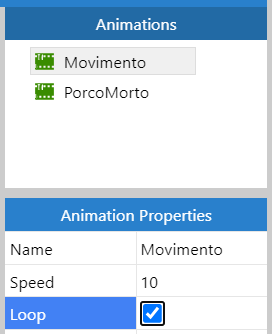 Animations
Movimento
PorcoMorto
Animation Properties
Name Movimento
Speed 10
Loop